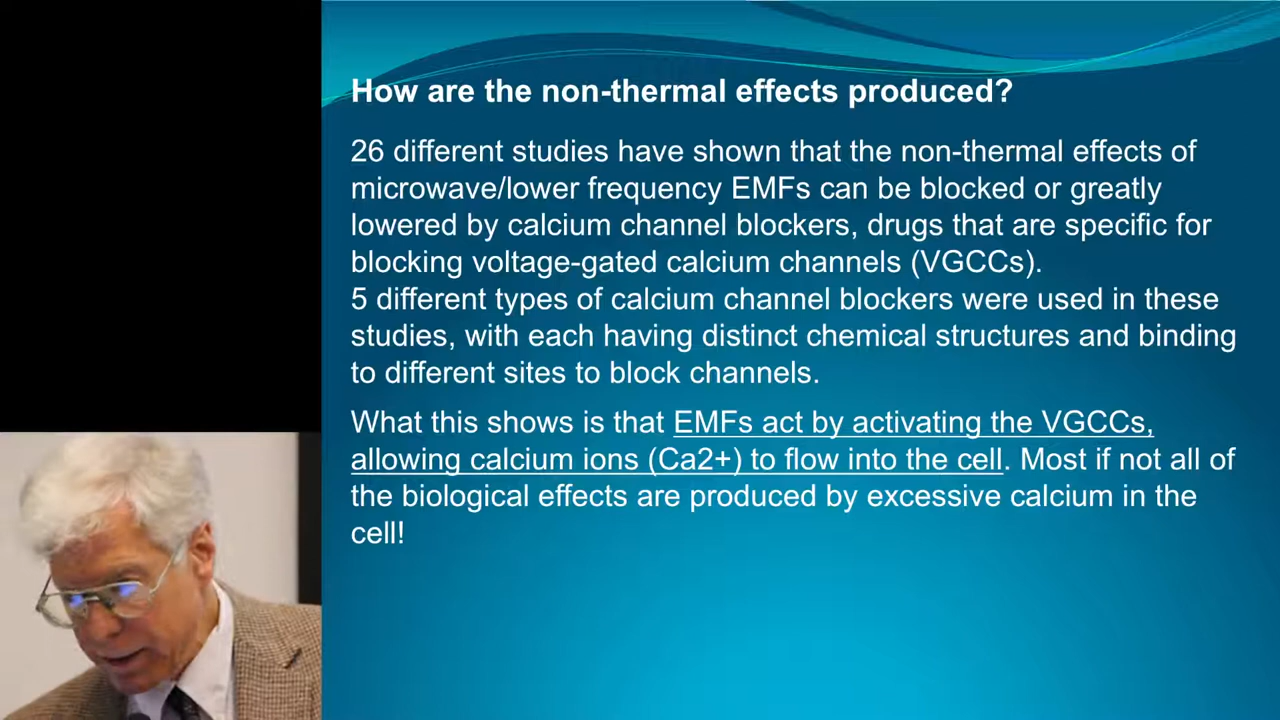 How are the non-thermal effects produced?
26 different studies have shown that the non-thermal effects of
microwave/lower frequency EMFs can be blocked or greatly
lowered by calcium channel blockers, drugs that are specific for
blocking voltage-gated calcium channels (VGCCs).
5 different types of calcium channel blockers were used in these
studies, with each having distinct chemical structures and binding
to different sites to block channels.
What this shows is that EMFs act by activating the VGCCs,
allowing calcium ions (Ca2+) to flow into the cell. Most if not all of
the biological effects are produced by excessive calcium in the
cell!